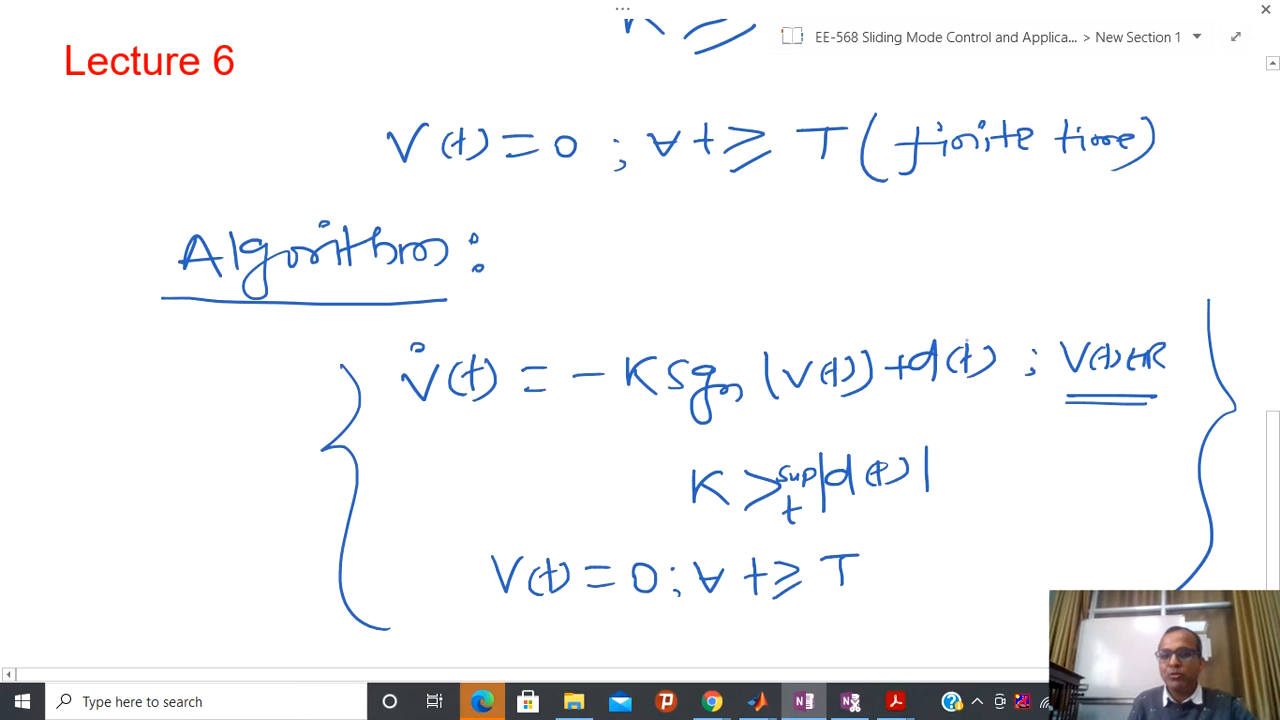 EE-568 Sliding Mode Control and Applica... > New Section 1
Lecture 6
K ≥
V(t) = 0 ; ∀ t ≥ T (finite time)
Algorithm:
V̇(t) = - K sgn (V(t)) + d(t) ; V(t) ∈ R
K > sup |d(t)|
t
V(t) = 0 ; ∀ t ≥ T
Type here to search